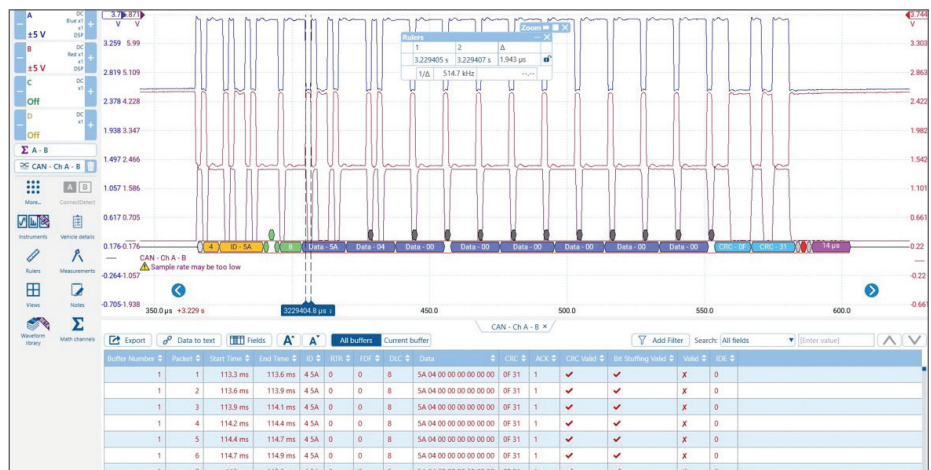 A DC
Blue x1
x1
±5 V DSP
B DC
Red x1
x1
±5 V DSP
C DC
x1
Off
D DC
x1
Off
Σ A - B
CAN - Ch A - B
More... ConnectDetect
A B
Instruments Vehicle details
Rulers Measurements
Views Notes
Waveform library Math channels
V V
3.259 5.99
2.819 5.109
2.378 4.228
1.938 3.347
1.497 2.466
1.057 1.586
0.617 0.705
0.176 -0.176
-0.264 -1.057
-0.705 -1.938
3.744
V
3.303
2.863
2.422
1.982
1.542
1.101
0.661
0.22
-0.22
-0.661
Zoom
Rulers
1 2 Δ
3.229405 s 3.229407 s 1.943 µs
1/Δ 514.7 kHz --.--
4 ID - 5A 8 Data - 5A Data - 04 Data - 00 Data - 00 Data - 00 Data - 00 Data - 00 Data - 00 CRC - 0F CRC - 31 14 µs
CAN - Ch A - B
Sample rate may be too low
350.0 µs +3.229 s 3229404.8 µs 450.0 500.0 550.0 600.0
CAN - Ch A - B ×
Export Data to text Fields A A All buffers Current buffer Add Filter Search: All fields [Enter value]
Buffer Number Packet Start Time End Time ID RTR FDF DLC Data CRC ACK CRC Valid Bit Stuffing Valid Valid IDE
1 1 113.3 ms 113.6 ms 4 5A 0 0 8 5A 04 00 00 00 00 00 00 0F 31 1 ✔ ✔ ✘ 0
1 2 113.6 ms 113.9 ms 4 5A 0 0 8 5A 04 00 00 00 00 00 00 0F 31 1 ✔ ✔ ✘ 0
1 3 113.9 ms 114.1 ms 4 5A 0 0 8 5A 04 00 00 00 00 00 00 0F 31 1 ✔ ✔ ✘ 0
1 4 114.2 ms 114.4 ms 4 5A 0 0 8 5A 04 00 00 00 00 00 00 0F 31 1 ✔ ✔ ✘ 0
1 5 114.4 ms 114.7 ms 4 5A 0 0 8 5A 04 00 00 00 00 00 00 0F 31 1 ✔ ✔ ✘ 0
1 6 114.7 ms 114.9 ms 4 5A 0 0 8 5A 04 00 00 00 00 00 00 0F 31 1 ✔ ✔ ✘ 0